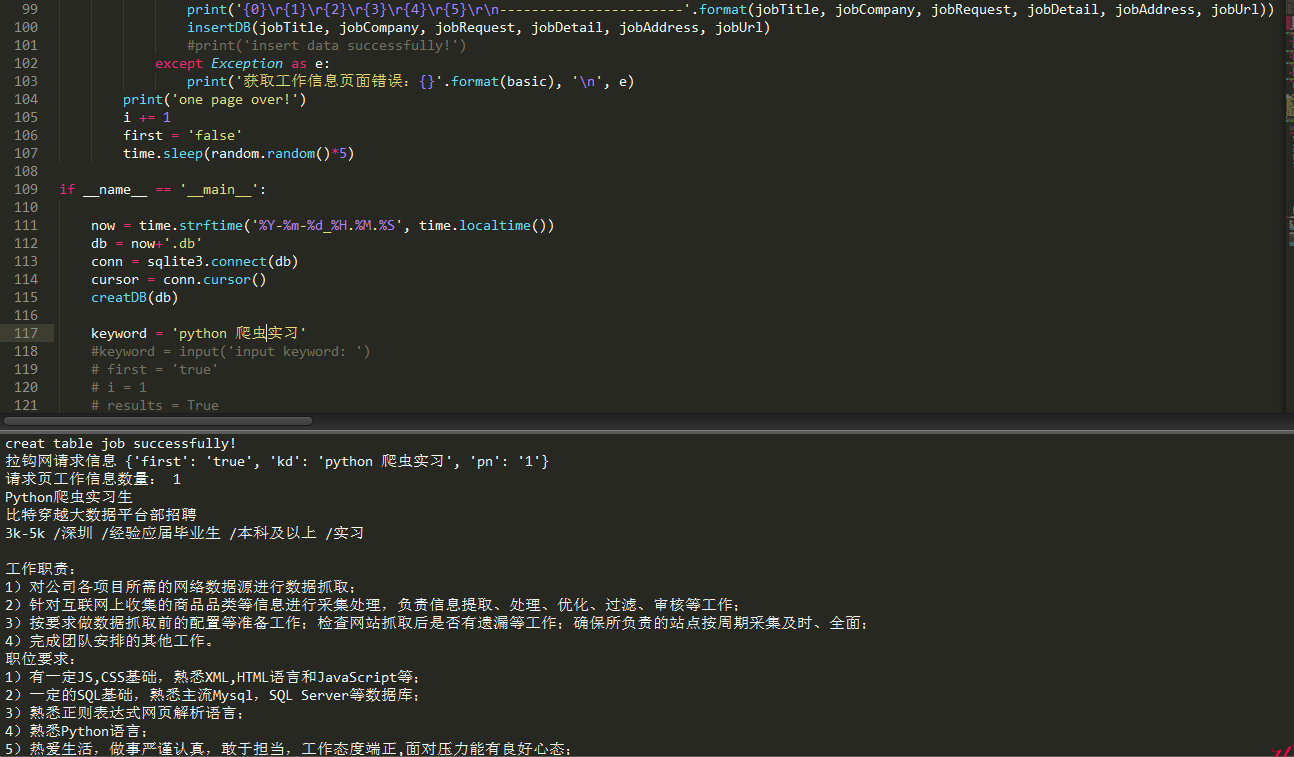 99 print('{0}\r{1}\r{2}\r{3}\r{4}\r{5}\r\n-----------------------'.format(jobTitle, jobCompany, jobRequest, jobDetail, jobAddress, jobUrl))
100 insertDB(jobTitle, jobCompany, jobRequest, jobDetail, jobAddress, jobUrl)
101 #print('insert data successfully!')
102 except Exception as e:
103 print('获取工作信息页面错误：{}'.format(basic), '\n', e)
104 print('one page over!')
105 i += 1
106 first = 'false'
107 time.sleep(random.random()*5)
108
109 if __name__ == '__main__':
110
111 now = time.strftime('%Y-%m-%d_%H.%M.%S', time.localtime())
112 db = now+'.db'
113 conn = sqlite3.connect(db)
114 cursor = conn.cursor()
115 creatDB(db)
116
117 keyword = 'python 爬虫实习'
118 #keyword = input('input keyword: ')
119 # first = 'true'
120 # i = 1
121 # results = True
creat table job successfully!
拉钩网请求信息 {'first': 'true', 'kd': 'python 爬虫实习', 'pn': '1'}
请求页工作信息数量： 1
Python爬虫实习生
比特穿越大数据平台部招聘
3k-5k /深圳 /经验应届毕业生 /本科及以上 /实习
工作职责：
1）对公司各项目所需的网络数据源进行数据抓取；
2）针对互联网上收集的商品品类等信息进行采集处理，负责信息提取、处理、优化、过滤、审核等工作；
3）按要求做数据抓取前的配置等准备工作；检查网站抓取后是否有遗漏等工作；确保所负责的站点按周期采集及时、全面；
4）完成团队安排的其他工作。
职位要求：
1）有一定JS,CSS基础，熟悉XML,HTML语言和JavaScript等；
2）一定的SQL基础，熟悉主流Mysql，SQL Server等数据库；
3）熟悉正则表达式网页解析语言；
4）熟悉Python语言；
5）热爱生活，做事严谨认真，敢于担当，工作态度端正,面对压力能有良好心态；